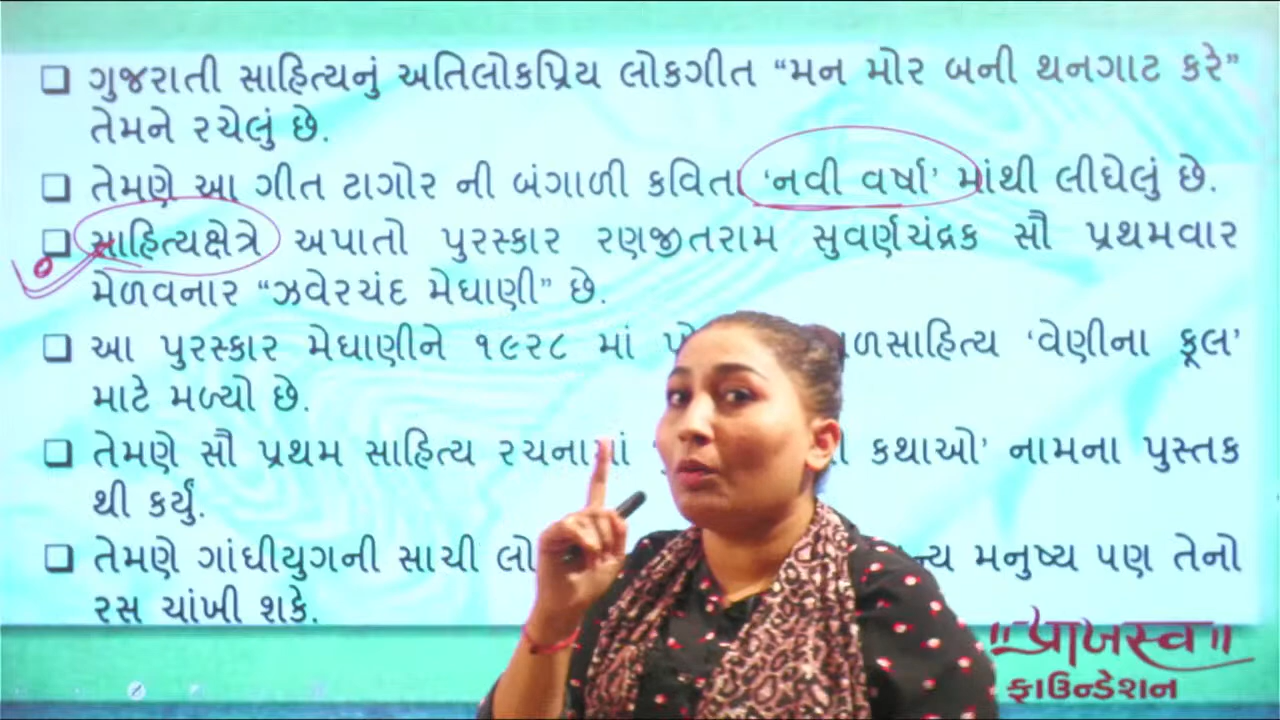 ❑ ગુજરાતી સાહિત્યનું અતિલોકપ્રિય લોકગીત “મન મોર બની થનગાટ કરે”
તેમને રચેલું છે.
❑ તેમણે આ ગીત ટાગોર ની બંગાળી કવિતા ‘નવી વર્ષા’ માંથી લીધેલું છે.
❑ સાહિત્યક્ષેત્રે અપાતો પુરસ્કાર રણજીતરામ સુવર્ણચંદ્રક સૌ પ્રથમવાર
મેળવનાર “ઝવેરચંદ મેઘાણી” છે.
❑ આ પુરસ્કાર મેઘાણીને ૧૯૨૮ માં ‘વેણીના ફૂલ’
માટે મળ્યો છે.
❑ તેમણે સૌ પ્રથમ સાહિત્ય રચનામાં કથાઓ’ નામના પુસ્તક
થી કર્યું.
❑ તેમણે ગાંધીયુગની સાચી મનુષ્ય પણ તેનો
રસ ચાંખી શકે.
॥ પ્રાખસ્વ ॥
ફાઉન્ડેશન